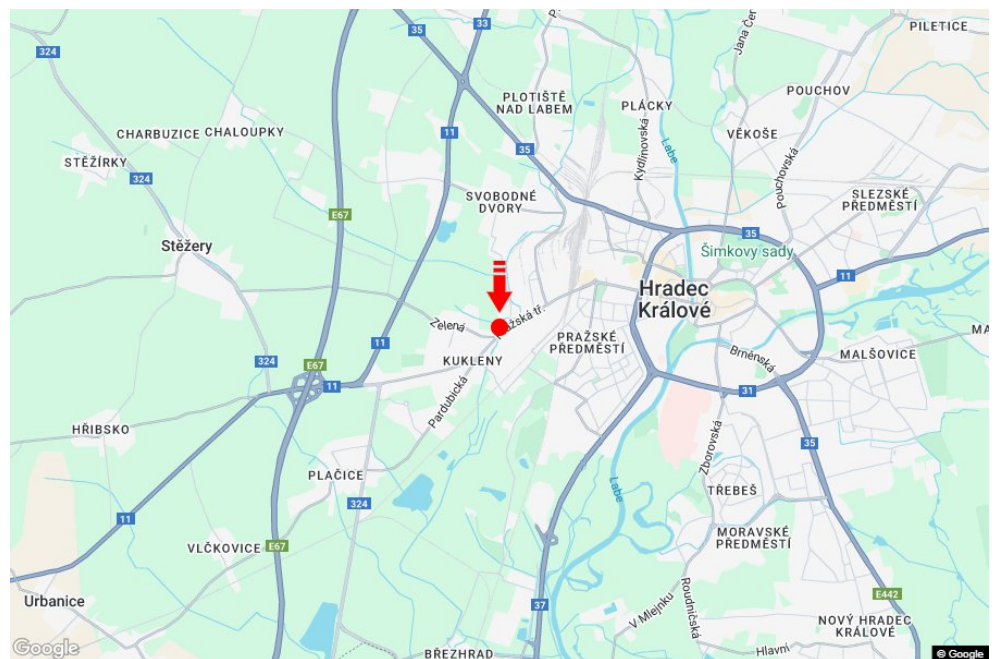 324
35
33
PILETICE
Jana Čer
PLOTIŠTĚ
NAD LABEM
PLÁCKY
POUCHOV
CHARBUZICE
CHALOUPKY
11
VĚKOŠE
Kydlinovská
Labe
Pouchovská
STĚŽÍRKY
35
324
SVOBODNÉ
DVORY
SLEZSKÉ
PŘEDMĚSTÍ
E67
35
Stěžery
Šimkovy sady
11
Hradec
Králové
Zelená
Pražská tř.
11
KUKLENY
PRAŽSKÉ
PŘEDMĚSTÍ
Brněnská
MALŠOVICE
324
E67
11
31
Pardubická
HŘIBSKO
Zborovská
35
PLAČICE
Labe
TŘEBEŠ
324
11
MORAVSKÉ
PŘEDMĚSTÍ
VLČKOVICE
E67
E442
Urbanice
37
V Mlejnku
Roudničská
NOVÝ HRADEC
KRÁLOVÉ
Hlavní
BŘEZHRAD
Google
© Google